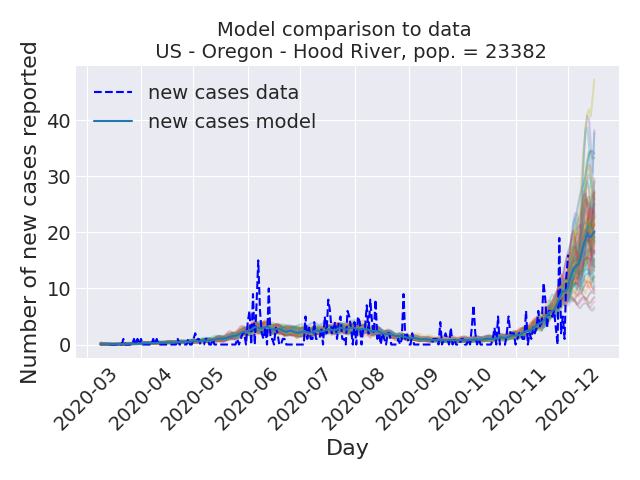 Model comparison to data
US - Oregon - Hood River, pop. = 23382
Number of new cases reported
new cases data
new cases model
40
30
20
10
0
2020-03
2020-04
2020-05
2020-06
2020-07
2020-08
2020-09
2020-10
2020-11
2020-12
Day